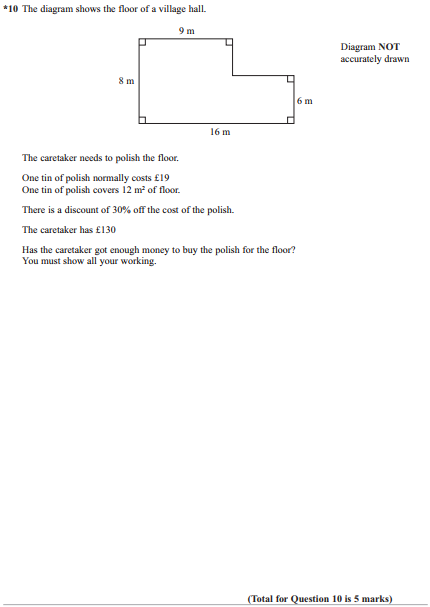 *10 The diagram shows the floor of a village hall.
9 m
Diagram NOT
accurately drawn
8 m
6 m
16 m
The caretaker needs to polish the floor.
One tin of polish normally costs £19
One tin of polish covers 12 m² of floor.
There is a discount of 30% off the cost of the polish.
The caretaker has £130
Has the caretaker got enough money to buy the polish for the floor?
You must show all your working.
(Total for Question 10 is 5 marks)